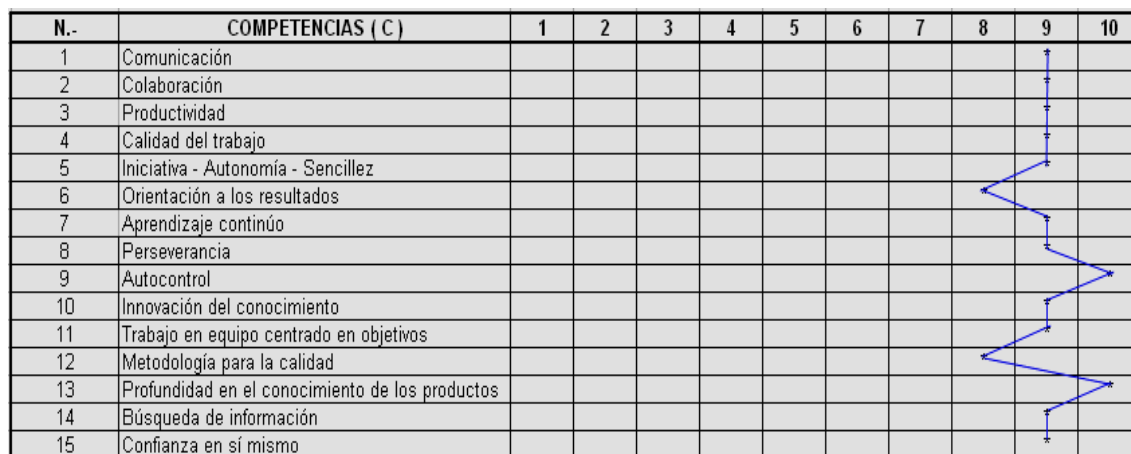 N.- COMPETENCIAS ( C ) 1 2 3 4 5 6 7 8 9 10
1 Comunicación
2 Colaboración
3 Productividad
4 Calidad del trabajo
5 Iniciativa - Autonomía - Sencillez
6 Orientación a los resultados
7 Aprendizaje continúo
8 Perseverancia
9 Autocontrol
10 Innovación del conocimiento
11 Trabajo en equipo centrado en objetivos
12 Metodología para la calidad
13 Profundidad en el conocimiento de los productos
14 Búsqueda de información
15 Confianza en sí mismo